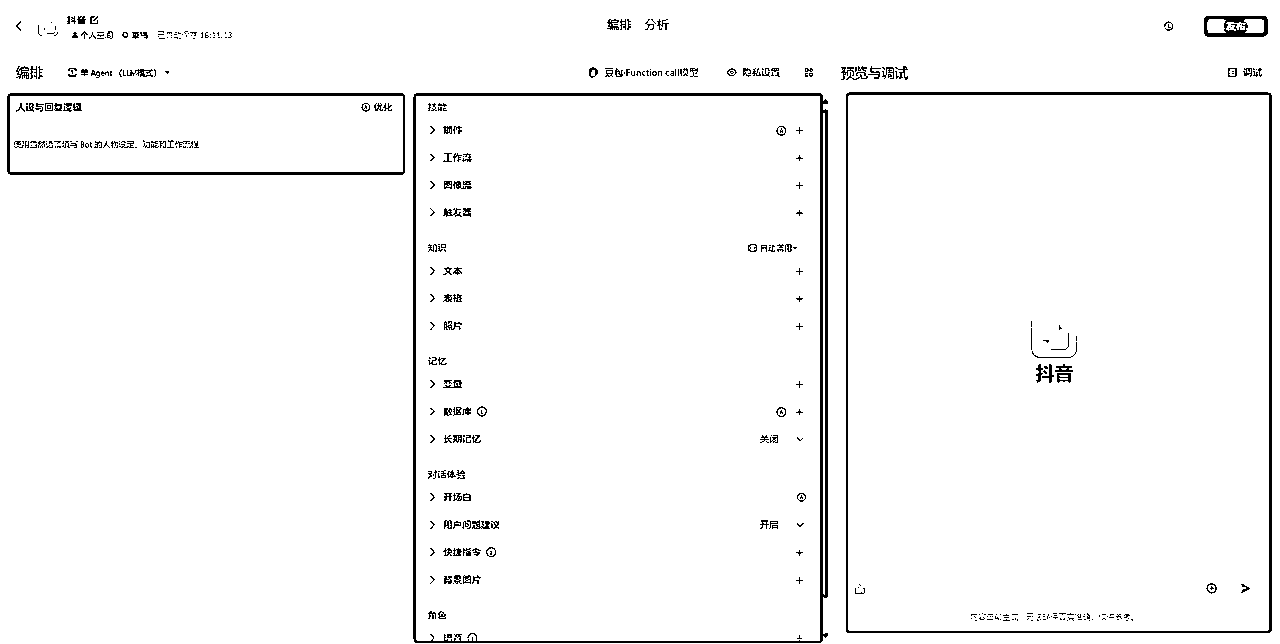 抖音
个人空间 草稿 已自动保存 16:11:13
编排 分析
发布
编排
单 Agent (LLM模式)
豆包·Function call模型
隐私设置
预览与调试
调试
人设与回复逻辑
优化
使用自然语言填写 Bot 的人物设定、功能和工作流程
技能
插件
工作流
图像流
触发器
知识
自动调用
文本
表格
照片
记忆
变量
数据库
长期记忆
关闭
对话体验
开场白
用户问题建议
开启
快捷指令
背景图片
角色
语音
抖音